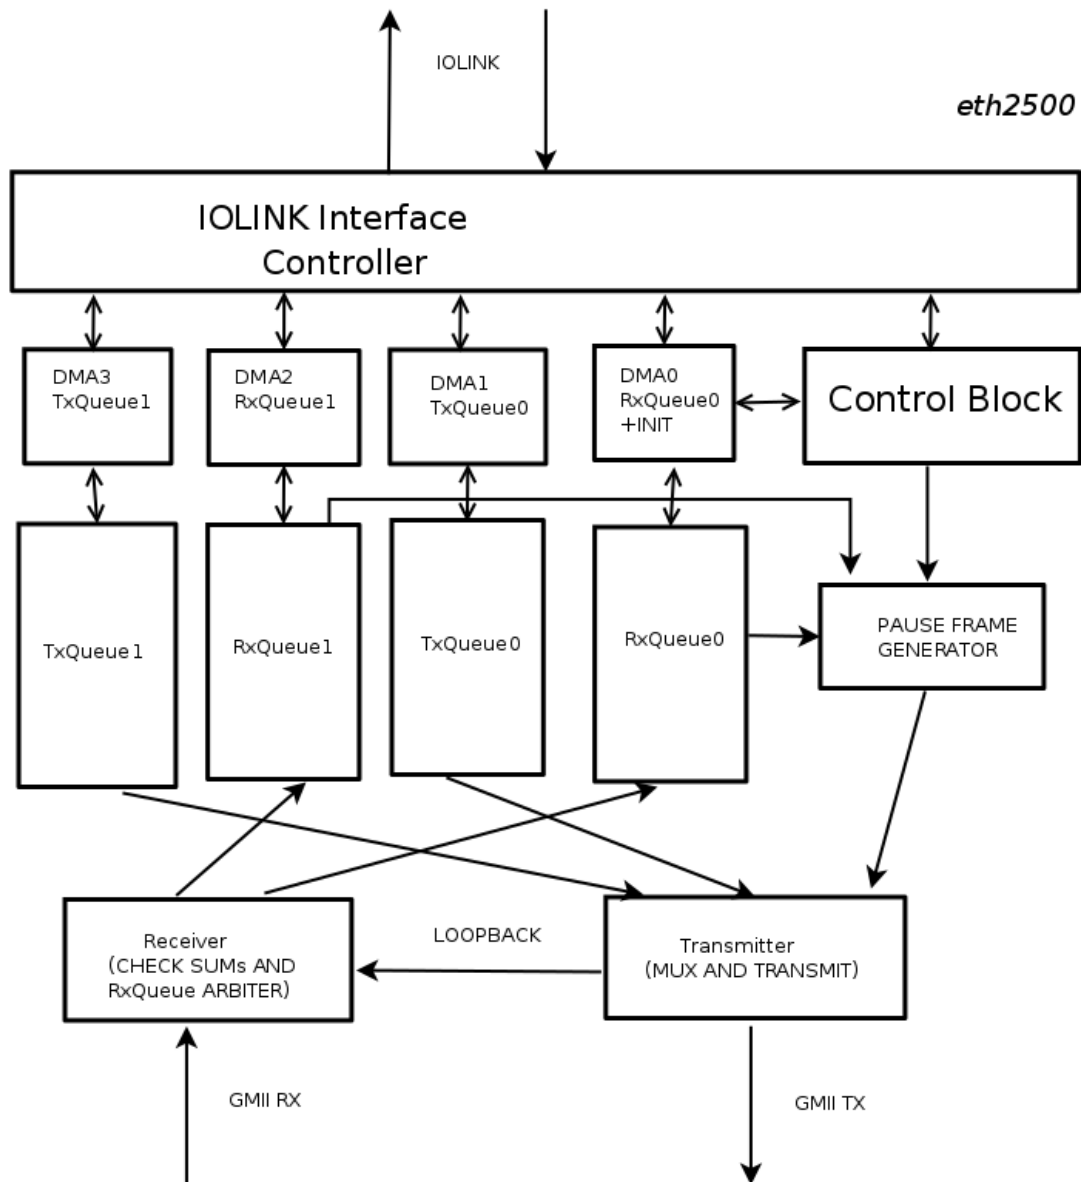 IOLINK
eth2500
IOLINK Interface
Controller
DMA3
TxQueue1
DMA2
RxQueue1
DMA1
TxQueue0
DMA0
RxQueue0
+INIT
Control Block
TxQueue1
RxQueue1
TxQueue0
RxQueue0
PAUSE FRAME
GENERATOR
Receiver
(CHECK SUMs AND
RxQueue ARBITER)
LOOPBACK
Transmitter
(MUX AND TRANSMIT)
GMII RX
GMII TX